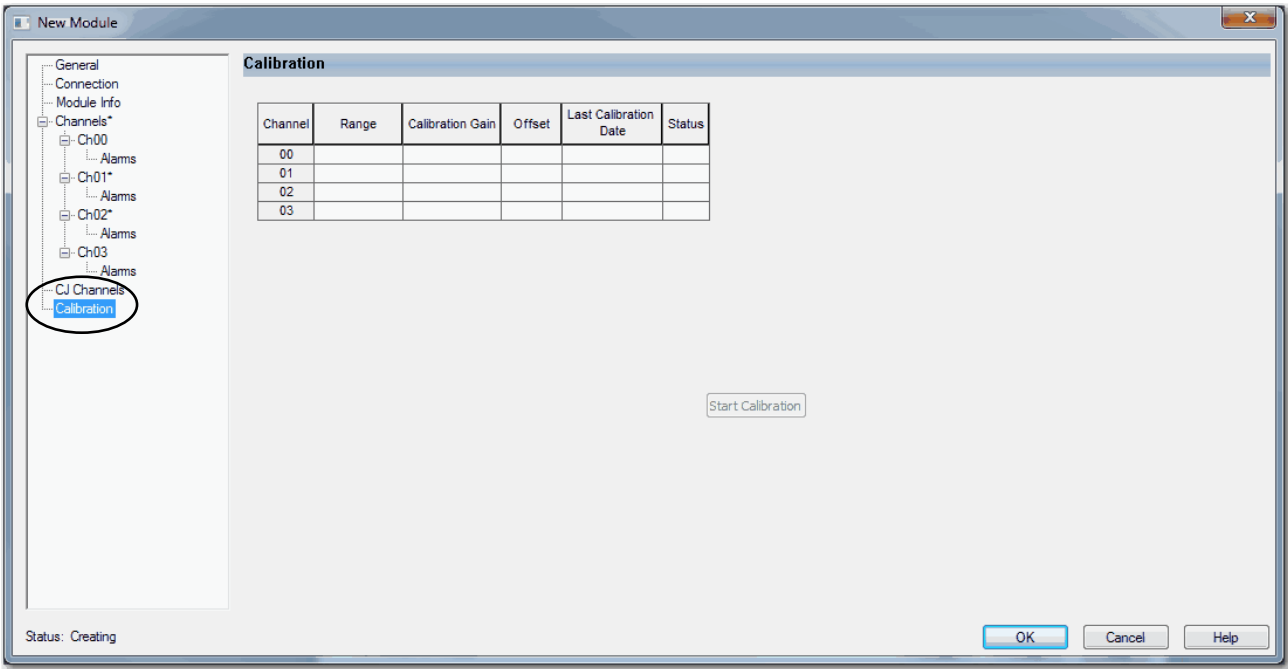 New Module
General
Connection
Module Info
Channels*
Ch00
Alarms
Ch01*
Alarms
Ch02*
Alarms
Ch03
Alarms
CJ Channels
Calibration
Calibration
Channel Range Calibration Gain Offset Last Calibration Date Status
00
01
02
03
Start Calibration
Status: Creating
OK Cancel Help